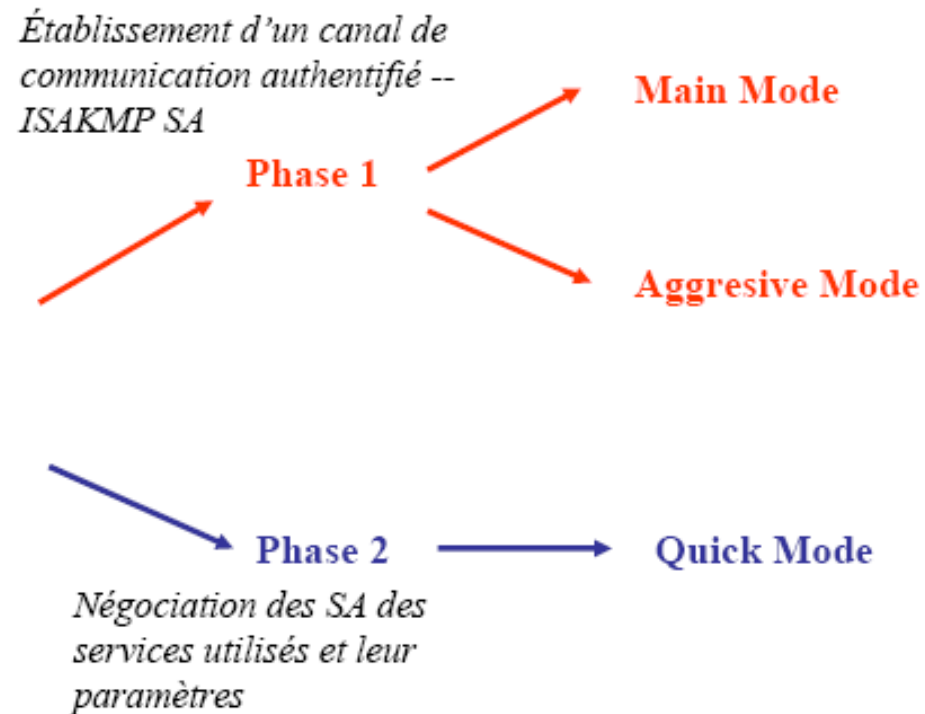 Établissement d'un canal de
communication authentifié --
ISAKMP SA
Main Mode
Phase 1
Aggresive Mode
Phase 2
Quick Mode
Négociation des SA des
services utilisés et leur
paramètres